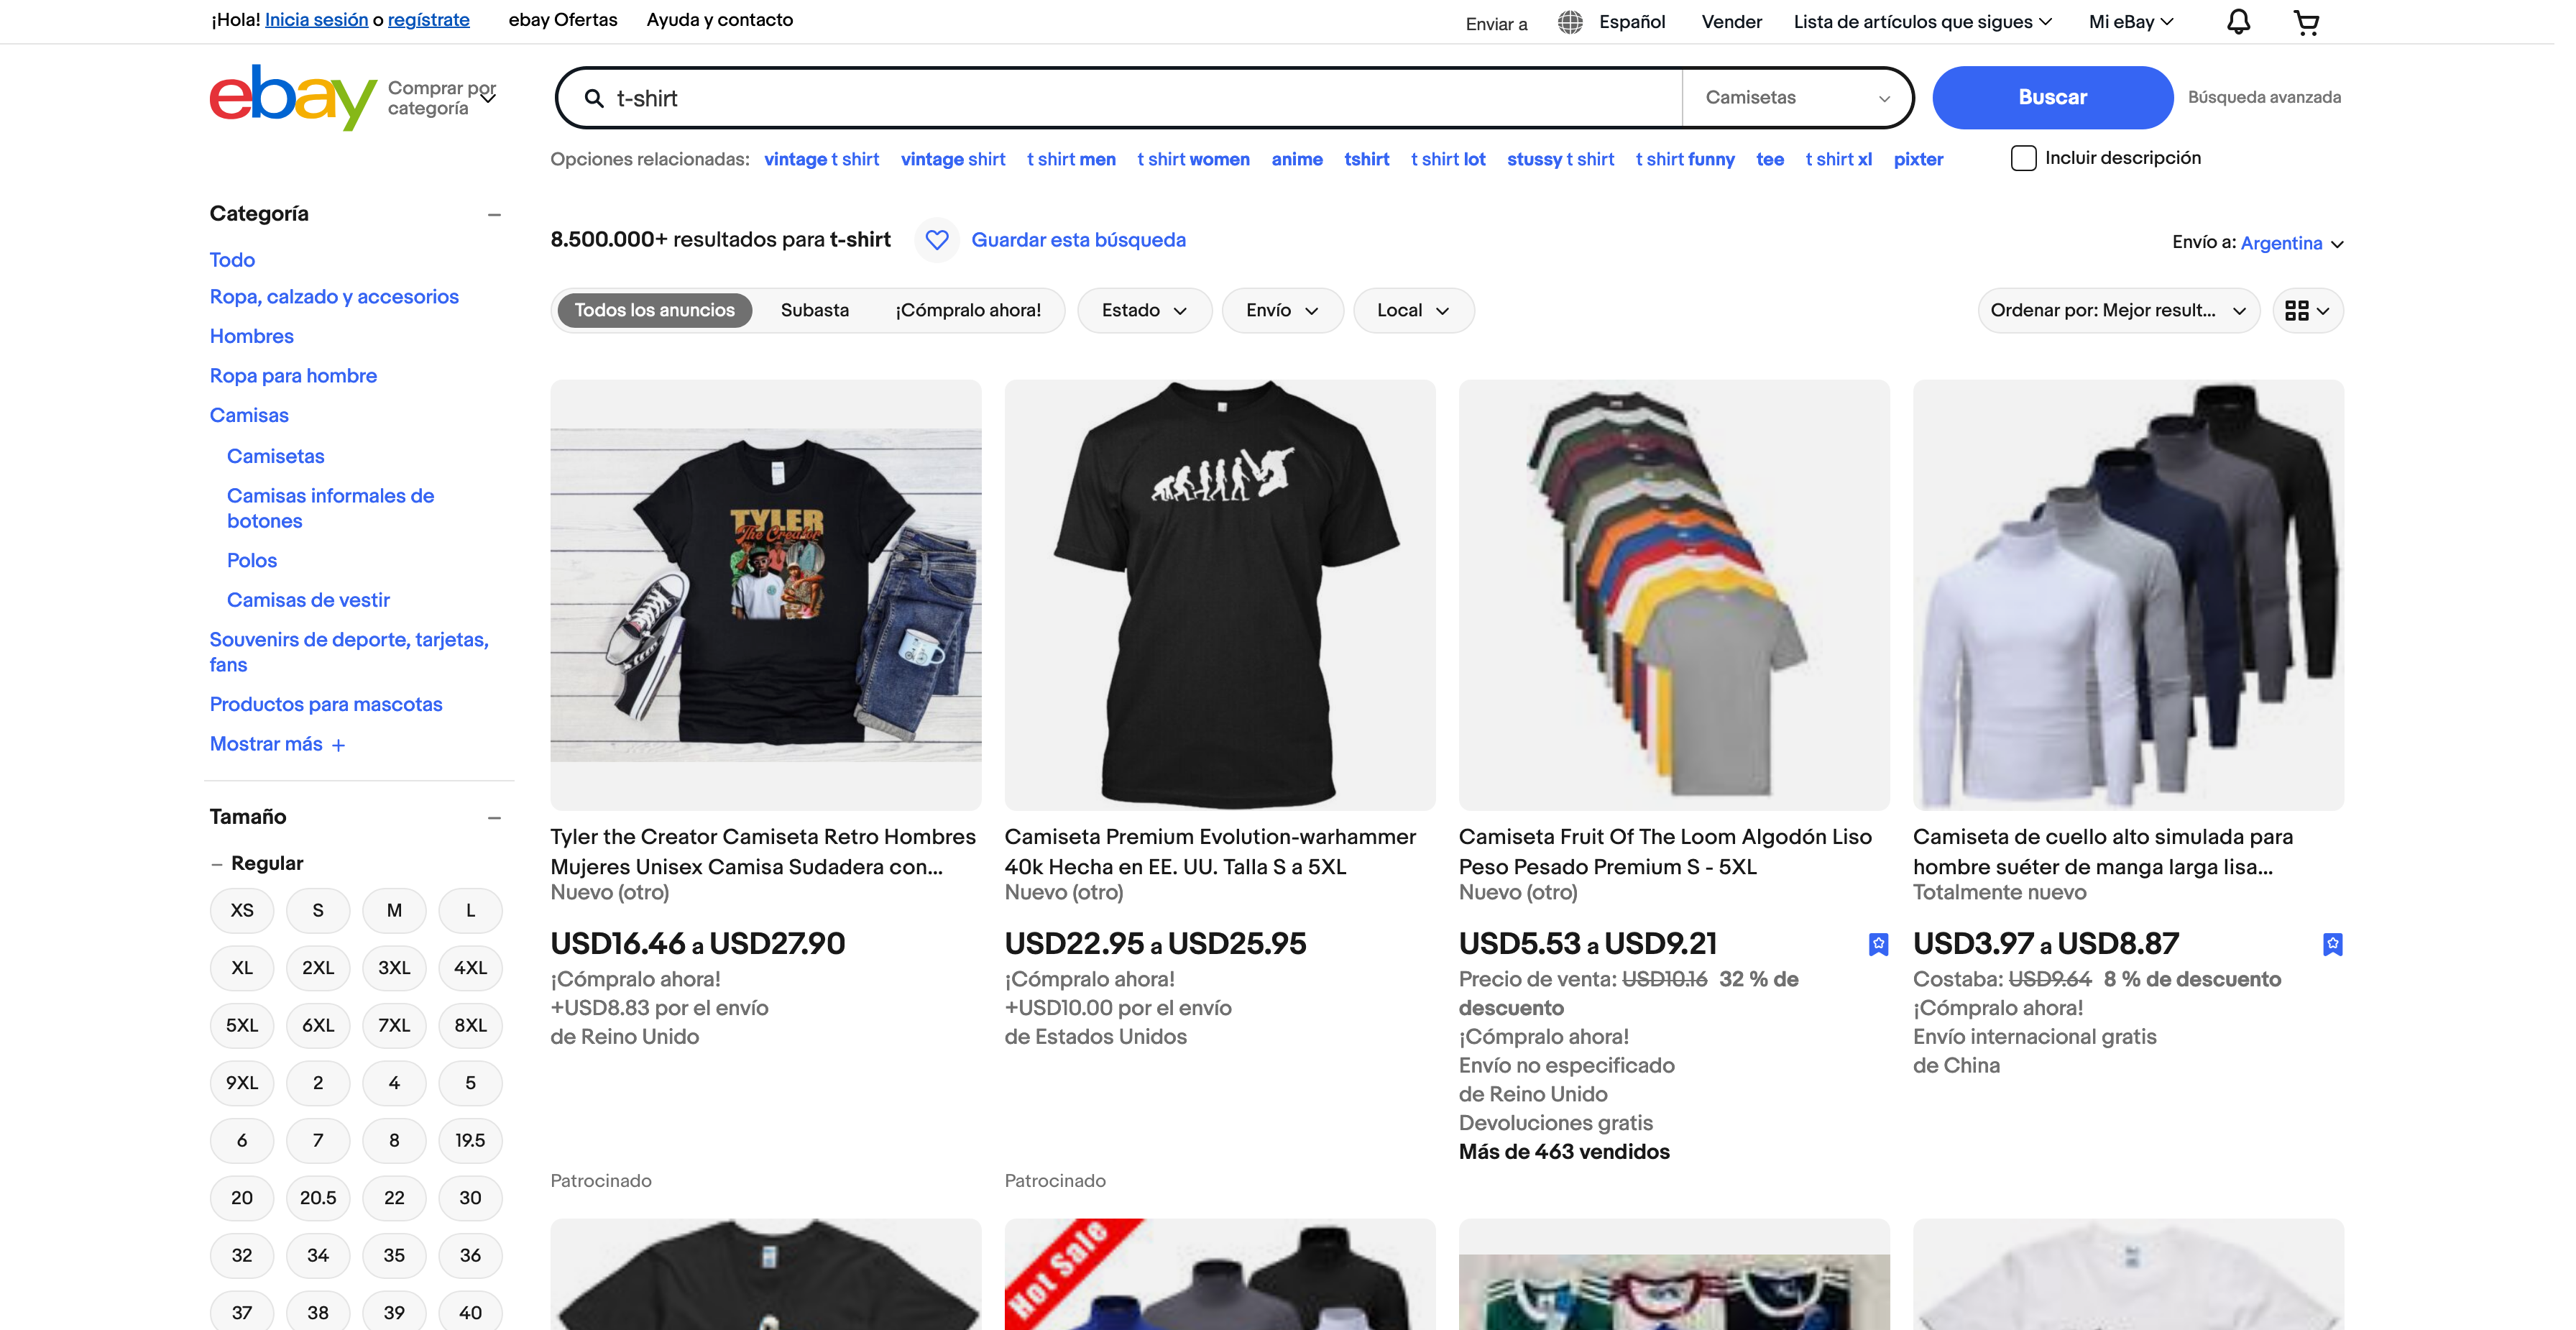 ¡Hola! Inicia sesión o regístrate
ebay Ofertas
Ayuda y contacto
Enviar a
Español
Vender
Lista de artículos que sigues
Mi eBay
ebay
Comprar por
categoría
t-shirt
Camisetas
Buscar
Búsqueda avanzada
Opciones relacionadas: vintage t shirt vintage shirt t shirt men t shirt women anime tshirt t shirt lot stussy t shirt t shirt funny tee t shirt xl pixter
Incluir descripción
Categoría
Todo
Ropa, calzado y accesorios
Hombres
Ropa para hombre
Camisas
Camisetas
Camisas informales de
botones
Polos
Camisas de vestir
Souvenirs de deporte, tarjetas,
fans
Productos para mascotas
Mostrar más +
Tamaño
Regular
XS S M L
XL 2XL 3XL 4XL
5XL 6XL 7XL 8XL
9XL 2 4 5
6 7 8 19.5
20 20.5 22 30
32 34 35 36
37 38 39 40
8.500.000+ resultados para t-shirt
Guardar esta búsqueda
Envío a: Argentina
Todos los anuncios
Subasta
¡Cómpralo ahora!
Estado
Envío
Local
Ordenar por: Mejor result...
TYLER
The Creator
Tyler the Creator Camiseta Retro Hombres
Mujeres Unisex Camisa Sudadera con...
Nuevo (otro)
USD16.46 a USD27.90
¡Cómpralo ahora!
+USD8.83 por el envío
de Reino Unido
Patrocinado
Camiseta Premium Evolution-warhammer
40k Hecha en EE. UU. Talla S a 5XL
Nuevo (otro)
USD22.95 a USD25.95
¡Cómpralo ahora!
+USD10.00 por el envío
de Estados Unidos
Patrocinado
Camiseta Fruit Of The Loom Algodón Liso
Peso Pesado Premium S - 5XL
Nuevo (otro)
USD5.53 a USD9.21
Precio de venta: USD10.16 32 % de
descuento
¡Cómpralo ahora!
Envío no especificado
de Reino Unido
Devoluciones gratis
Más de 463 vendidos
Camiseta de cuello alto simulada para
hombre suéter de manga larga lisa...
Totalmente nuevo
USD3.97 a USD8.87
Costaba: USD9.64 8 % de descuento
¡Cómpralo ahora!
Envío internacional gratis
de China
Hot Sale